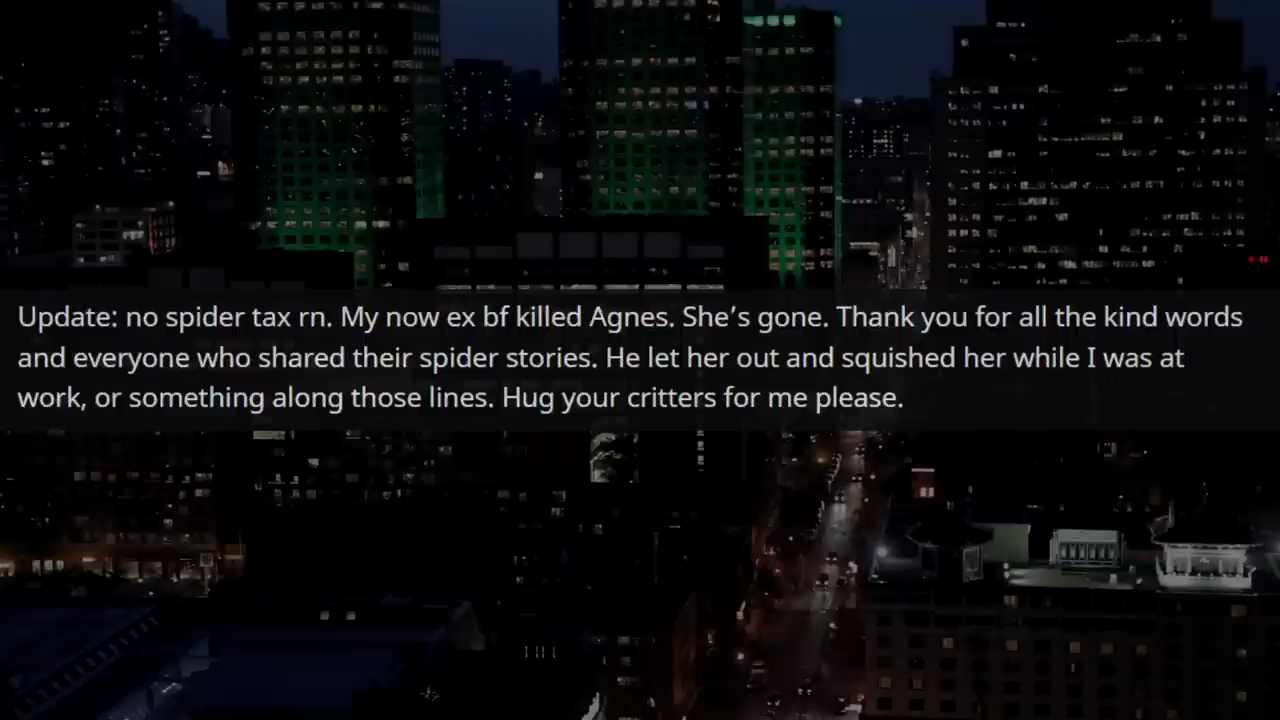 Update: no spider tax rn. My now ex bf killed Agnes. She’s gone. Thank you for all the kind words
and everyone who shared their spider stories. He let her out and squished her while I was at
work, or something along those lines. Hug your critters for me please.